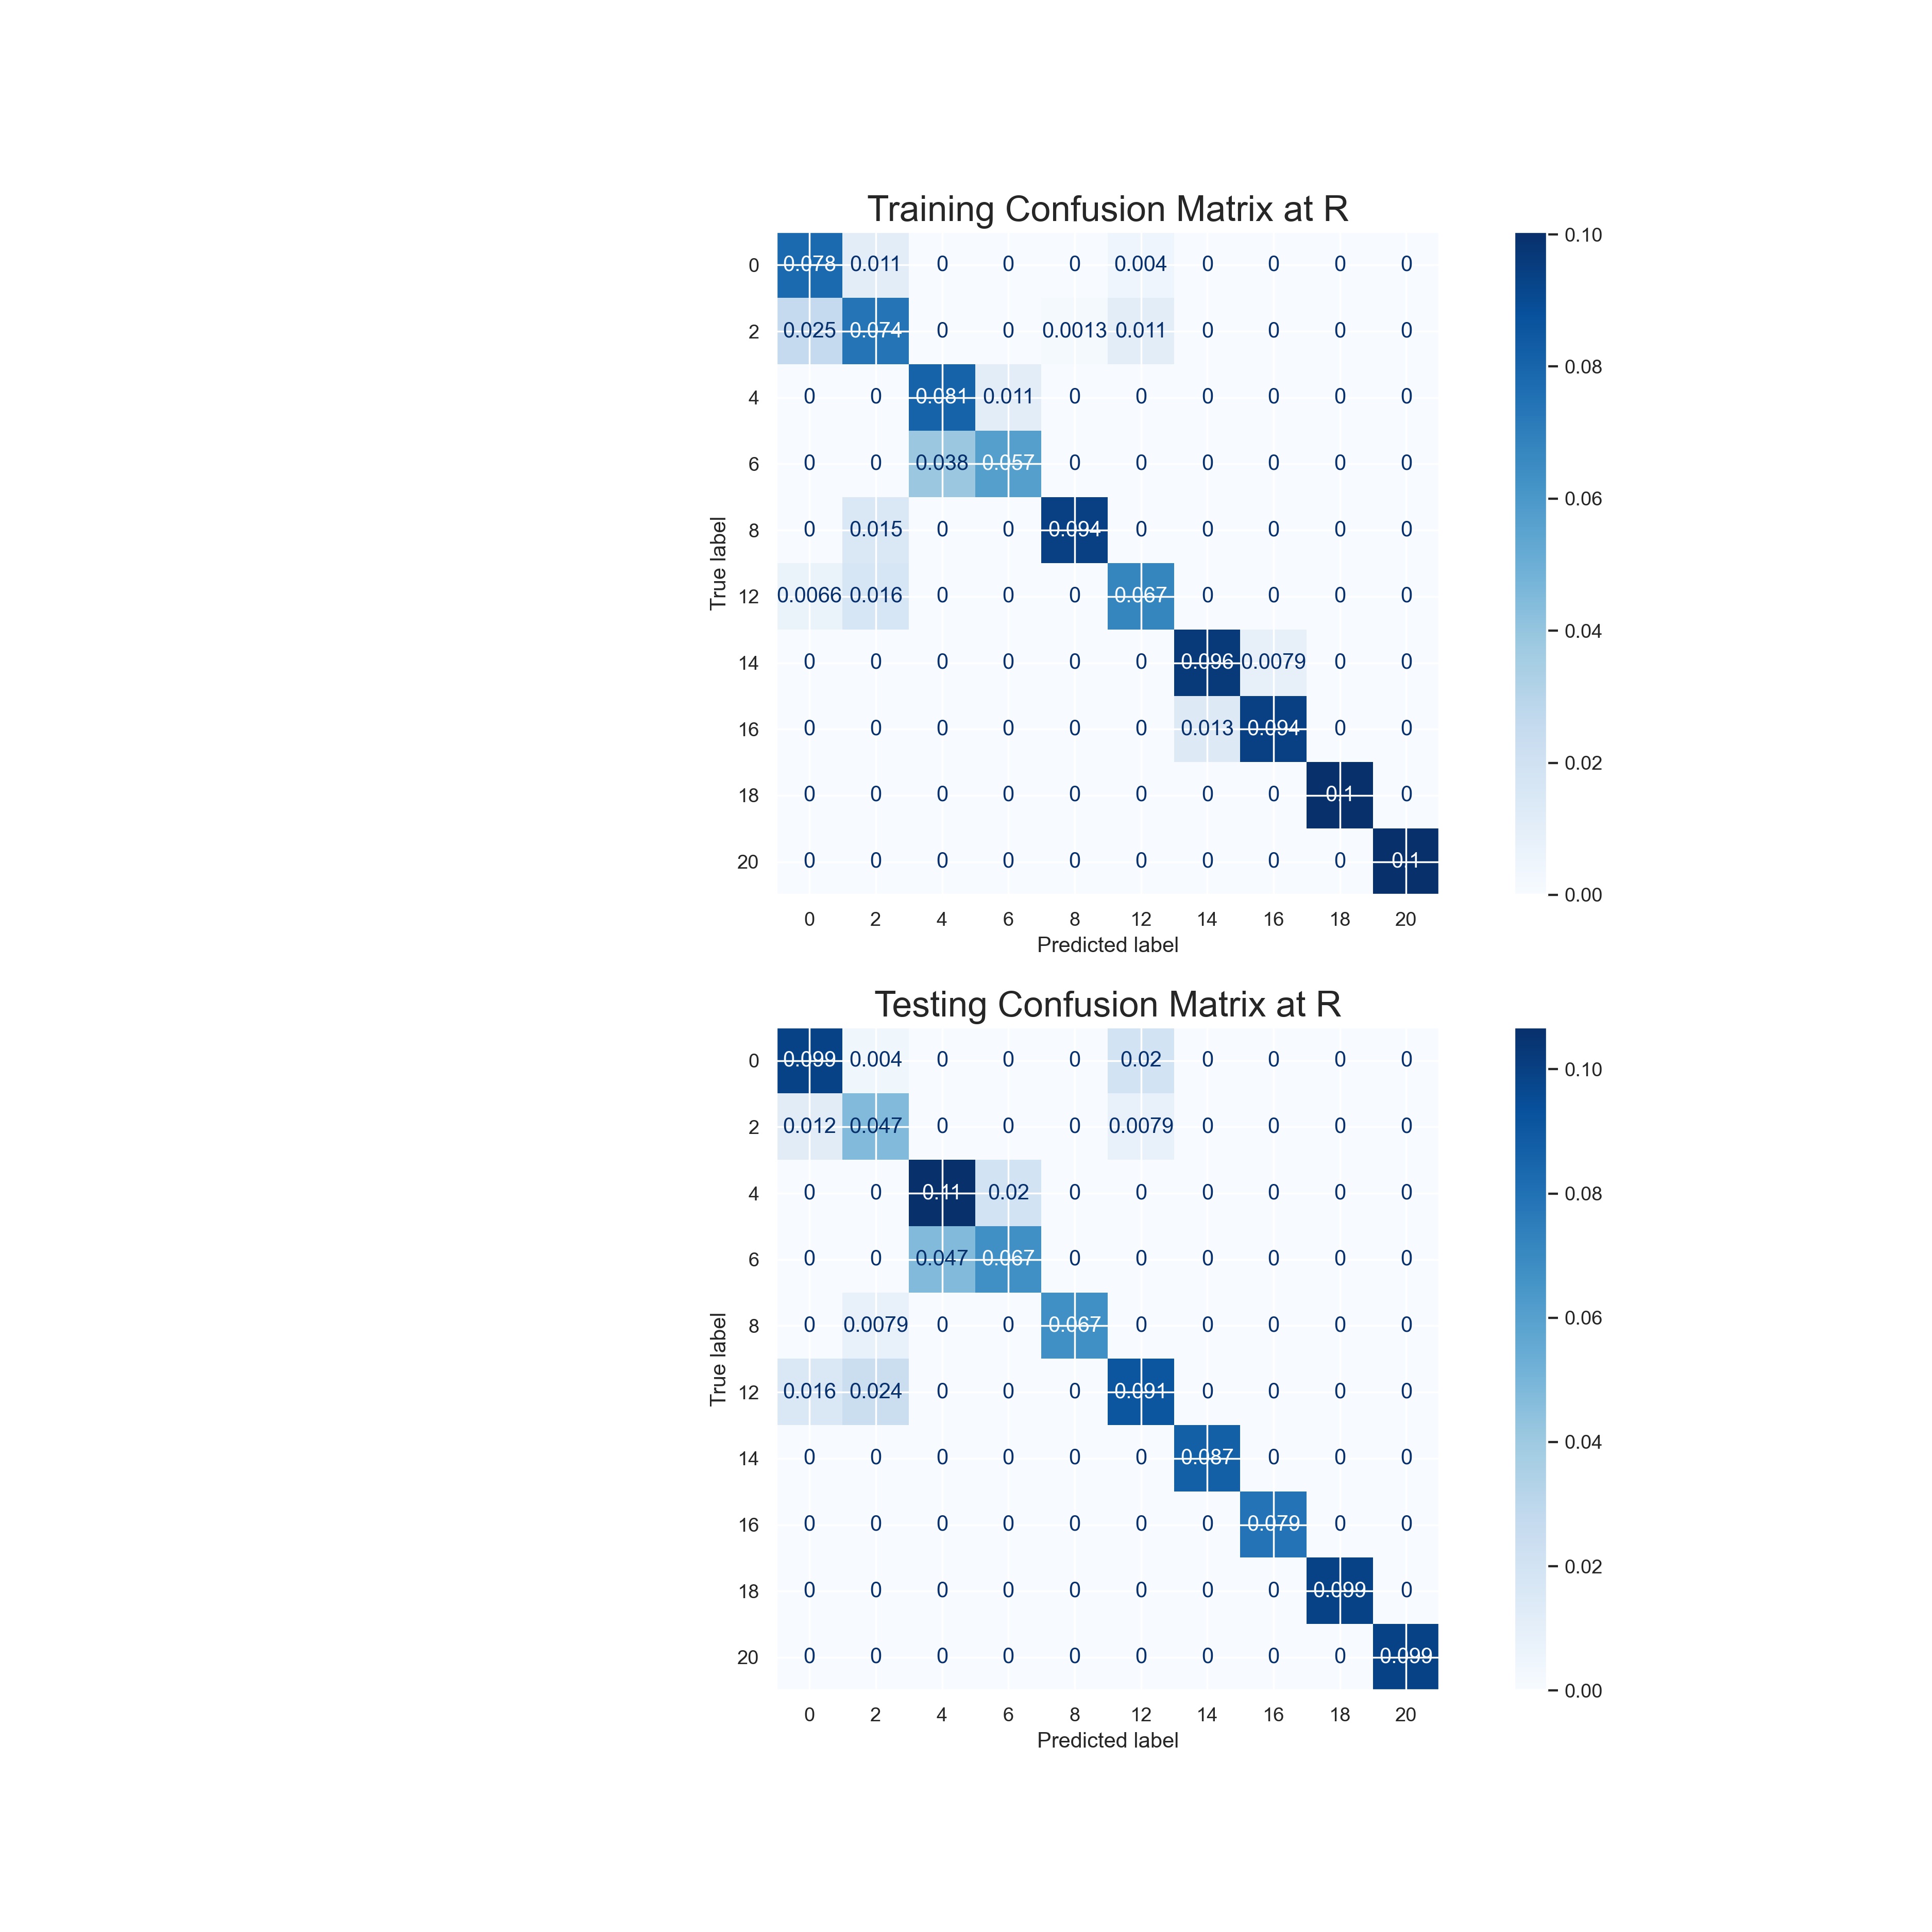 Training Confusion Matrix at R
0 0.078 0.011 0 0 0 0.004 0 0 0 0
2 0.025 0.074 0 0 0.0013 0.011 0 0 0 0
4 0 0 0.081 0.011 0 0 0 0 0 0
6 0 0 0.038 0.057 0 0 0 0 0 0
8 0 0.015 0 0 0.094 0 0 0 0 0
12 0.0066 0.016 0 0 0 0.067 0 0 0 0
14 0 0 0 0 0 0 0.096 0.0079 0 0
16 0 0 0 0 0 0 0.013 0.094 0 0
18 0 0 0 0 0 0 0 0 0.1 0
20 0 0 0 0 0 0 0 0 0 0.1
0 2 4 6 8 12 14 16 18 20
Predicted label
True label
0.10
0.08
0.06
0.04
0.02
0.00
Testing Confusion Matrix at R
0 0.099 0.004 0 0 0 0.02 0 0 0 0
2 0.012 0.047 0 0 0 0.0079 0 0 0 0
4 0 0 0.11 0.02 0 0 0 0 0 0
6 0 0 0.047 0.067 0 0 0 0 0 0
8 0 0.0079 0 0 0.067 0 0 0 0 0
12 0.016 0.024 0 0 0 0.091 0 0 0 0
14 0 0 0 0 0 0 0.087 0 0 0
16 0 0 0 0 0 0 0 0.079 0 0
18 0 0 0 0 0 0 0 0 0.099 0
20 0 0 0 0 0 0 0 0 0 0.099
0 2 4 6 8 12 14 16 18 20
Predicted label
True label
0.10
0.08
0.06
0.04
0.02
0.00